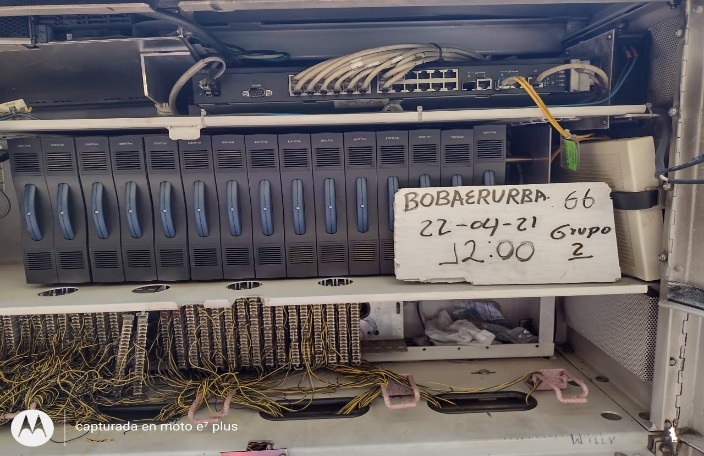 BOBAERURBA 66
22-04-21
12:00
Grupo
2
capturada en moto e⁷ plus